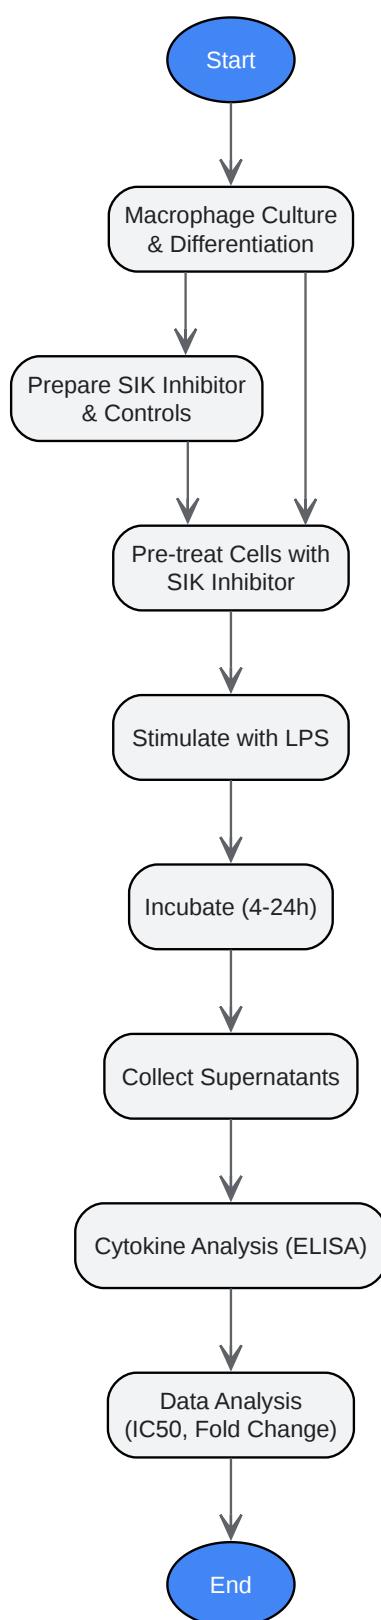 Start
Macrophage Culture
& Differentiation
Prepare SIK Inhibitor
& Controls
Pre-treat Cells with
SIK Inhibitor
Stimulate with LPS
Incubate (4-24h)
Collect Supernatants
Cytokine Analysis (ELISA)
Data Analysis
(IC50, Fold Change)
End